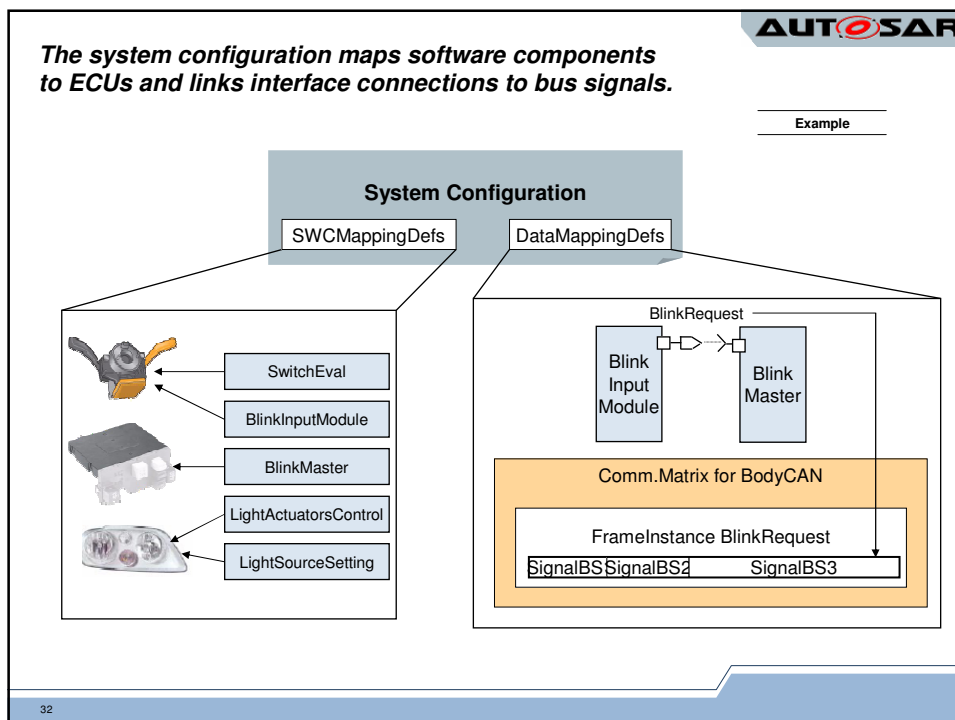 AUTOSAR
The system configuration maps software components
to ECUs and links interface connections to bus signals.
Example
System Configuration
SWCMappingDefs
DataMappingDefs
SwitchEval
BlinkInputModule
BlinkMaster
LightActuatorsControl
LightSourceSetting
BlinkRequest
Blink
Input
Module
Blink
Master
Comm.Matrix for BodyCAN
FrameInstance BlinkRequest
SignalBS SignalBS2 SignalBS3
32